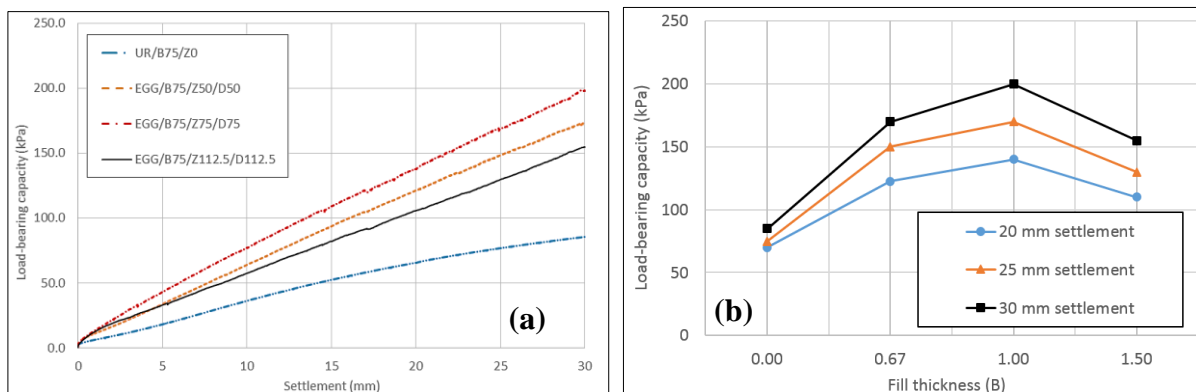 250.0
200.0
150.0
100.0
50.0
0.0
Load-bearing capacity (kPa)
UR/B75/Z0
EGG/B75/Z50/D50
EGG/B75/Z75/D75
EGG/B75/Z112.5/D112.5
(a)
0 5 10 15 20 25 30
Settlement (mm)
250
200
150
100
50
0
Load-bearing capacity (kPa)
20 mm settlement
25 mm settlement
30 mm settlement
(b)
0.00 0.67 1.00 1.50
Fill thickness (B)